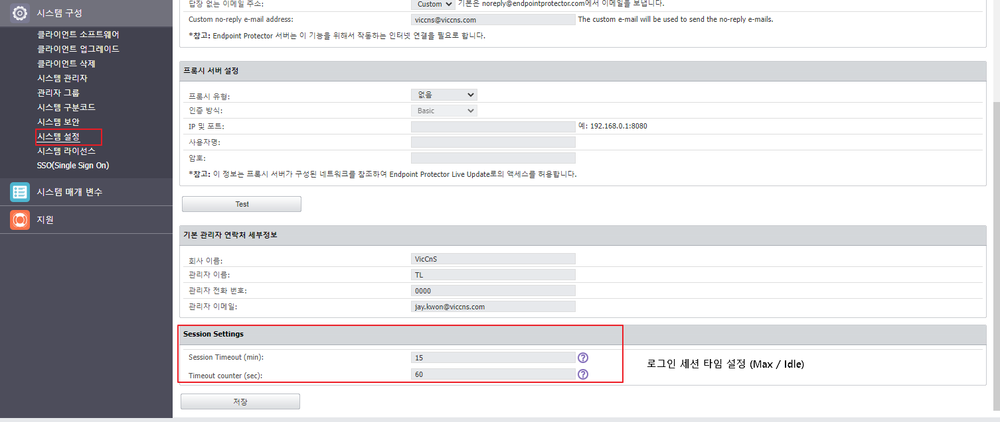 시스템 구성
클라이언트 소프트웨어
클라이언트 업그레이드
클라이언트 삭제
시스템 관리자
관리자 그룹
시스템 구분코드
시스템 보안
시스템 설정
시스템 라이선스
SSO(Single Sign On)
시스템 매개 변수
지원
답장 없는 이메일 주소: Custom 기본은 noreply@endpointprotector.com에서 이메일을 보냅니다.
Custom no-reply e-mail address: viccns@viccns.com The custom e-mail will be used to send the no-reply e-mails.
*참고: Endpoint Protector 서버는 이 기능을 위해서 작동하는 인터넷 연결을 필요로 합니다.
프록시 서버 설정
프록시 유형: 없음
인증 방식: Basic
IP 및 포트: 예: 192.168.0.1:8080
사용자명:
암호:
*참고: 이 정보는 프록시 서버가 구성된 네트워크를 참조하여 Endpoint Protector Live Update로의 액세스를 허용합니다.
Test
기본 관리자 연락처 세부정보
회사 이름: VicCnS
관리자 이름: TL
관리자 전화 번호: 0000
관리자 이메일: jay.kwon@viccns.com
Session Settings
Session Timeout (min): 15 ?
Timeout counter (sec): 60 ?
로그인 세션 타임 설정 (Max / Idle)
저장